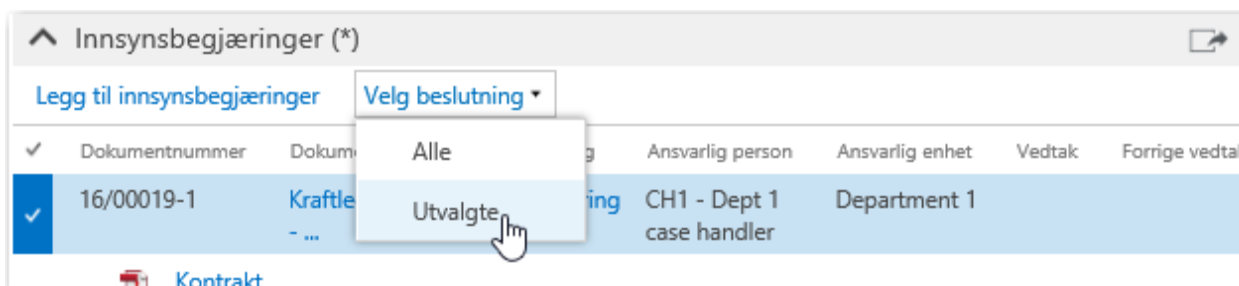 Innsynsbegjæringer (*)
Legg til innsynsbegjæringer Velg beslutning
Dokumentnummer Ansvarlig person Ansvarlig enhet Vedtak Forrige
Alle
16/00019-1 CH1 - Dept 1 Department 1
- ... Utvalgte case handler
Kontrakt